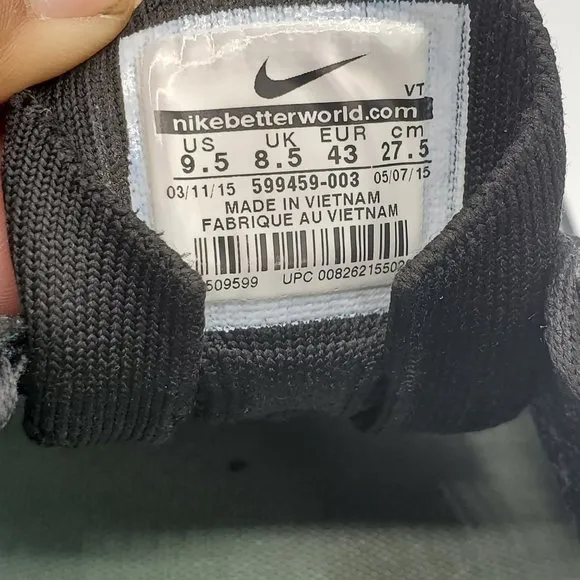 VT
nikebetterworld.com
US UK EUR cm
9.5 8.5 43 27.5
03/11/15 599459-003 05/07/15
MADE IN VIETNAM
FABRIQUE AU VIETNAM
509599 UPC 00826215502